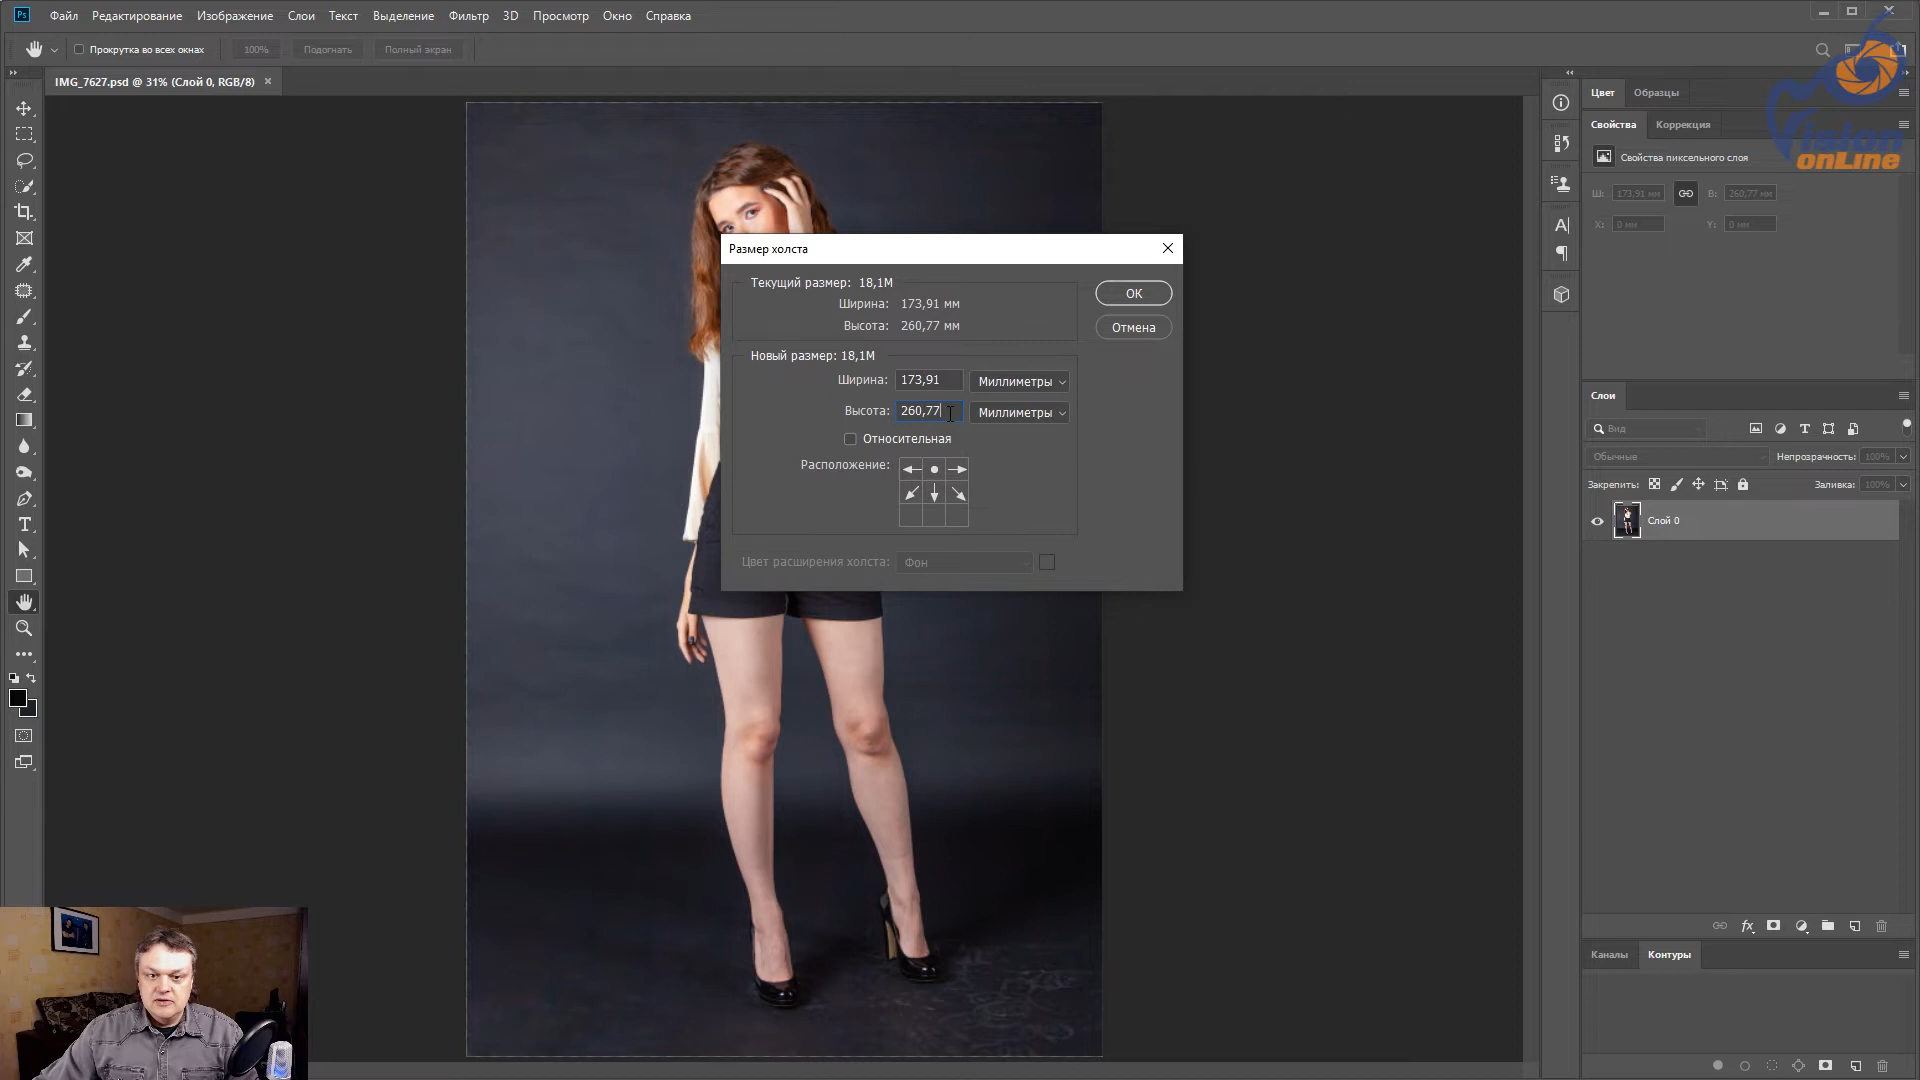 Ps Файл Редактирование Изображение Слои Текст Выделение Фильтр 3D Просмотр Окно Справка
Прокрутка во всех окнах 100% Подогнать Полный экран
IMG_7627.psd @ 31% (Слой 0, RGB/8) ×
Цвет Образцы
Свойства Коррекция
Vision
onLine
Свойства пиксельного слоя
Ш: 173,91 мм В: 260,77 мм
X: 0 мм Y: 0 мм
Размер холста
Текущий размер: 18,1M
Ширина: 173,91 мм
Высота: 260,77 мм
ОК
Отмена
Новый размер: 18,1M
Ширина: 173,91 Миллиметры
Высота: 260,77 Миллиметры
Относительная
Расположение:
Цвет расширения холста: Фон
Слои
Вид
Обычные Непрозрачность: 100%
Закрепить: Заливка: 100%
Слой 0
fx
Каналы Контуры